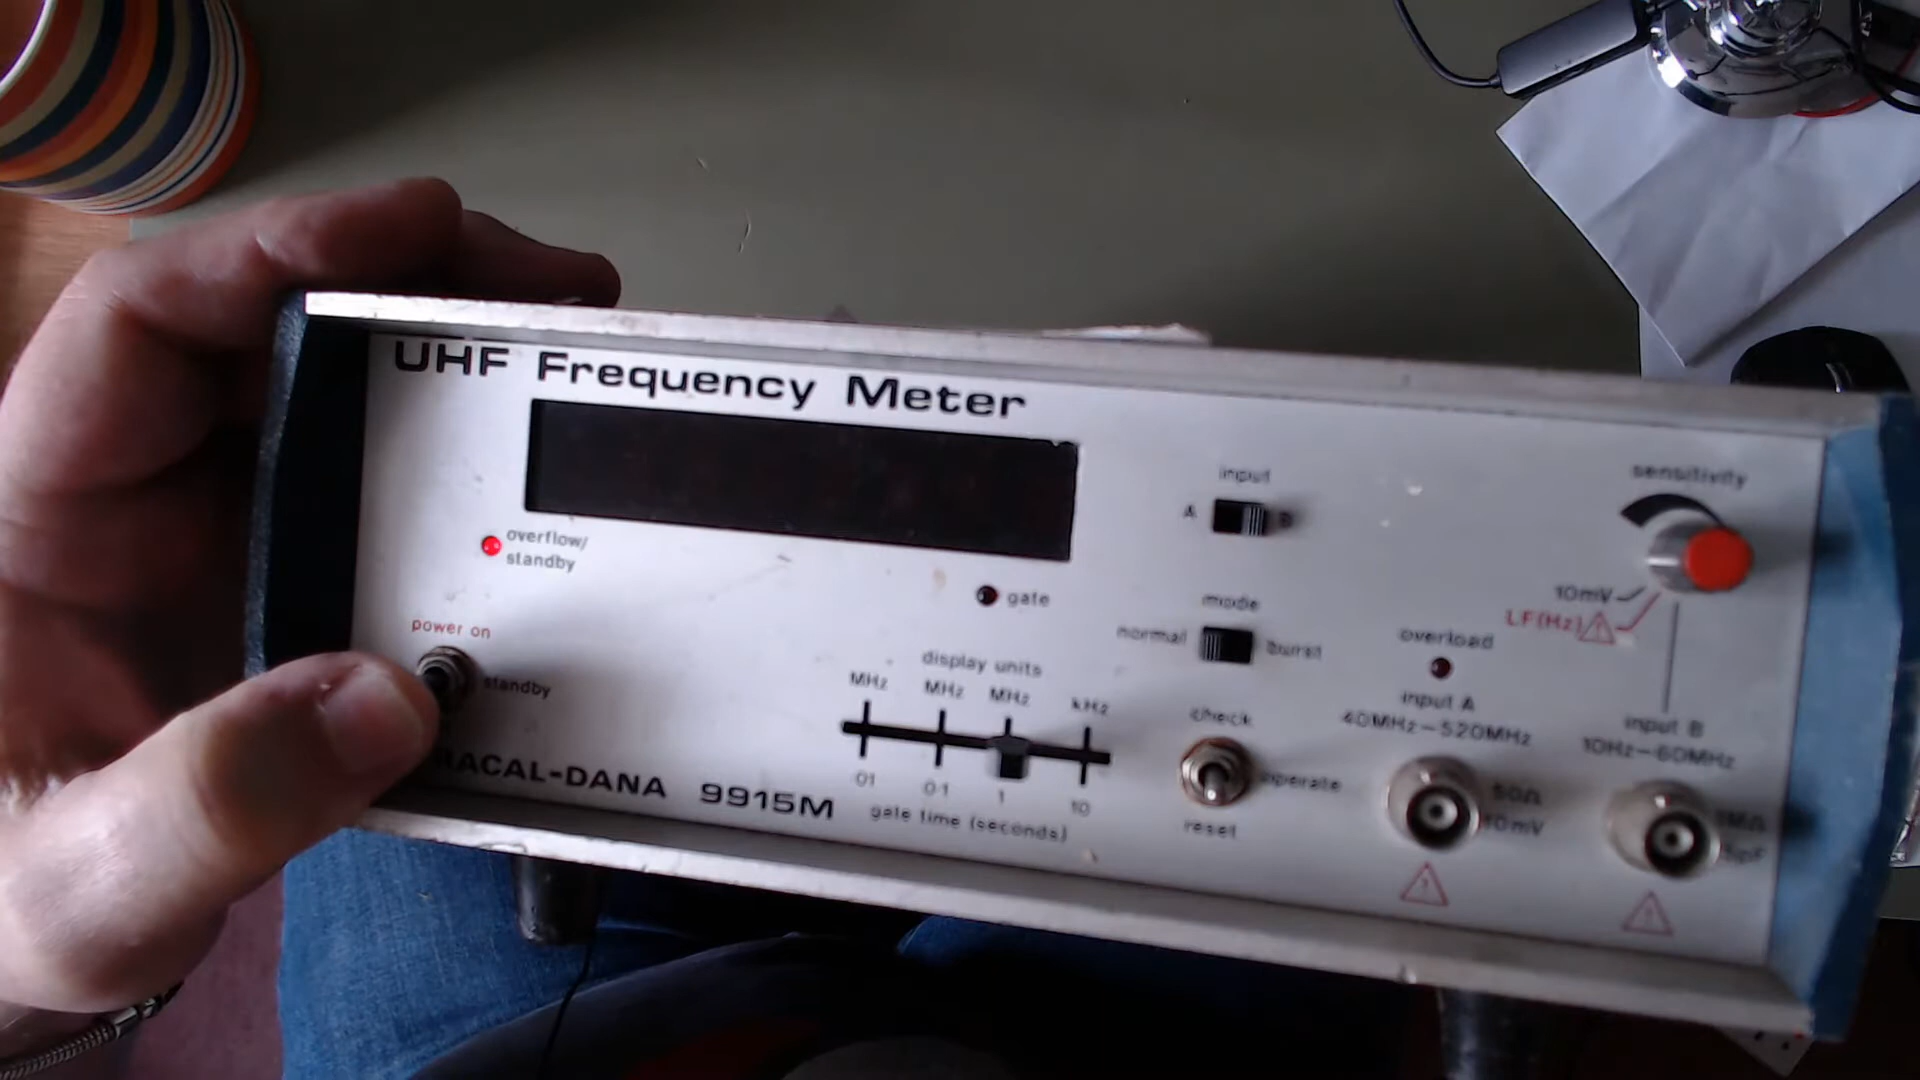 UHF Frequency Meter
input
A
B
sensitivity
overflow/
standby
gate
10mV
LF(Hz)
mode
normal
burst
power on
standby
overload
display units
MHz
MHz
MHz
kHz
check
input A
40MHz-520MHz
input B
10Hz-60MHz
RACAL-DANA 9915M
01
0·1
1
10
gate time (seconds)
operate
reset
50Ω
10mV
1MΩ